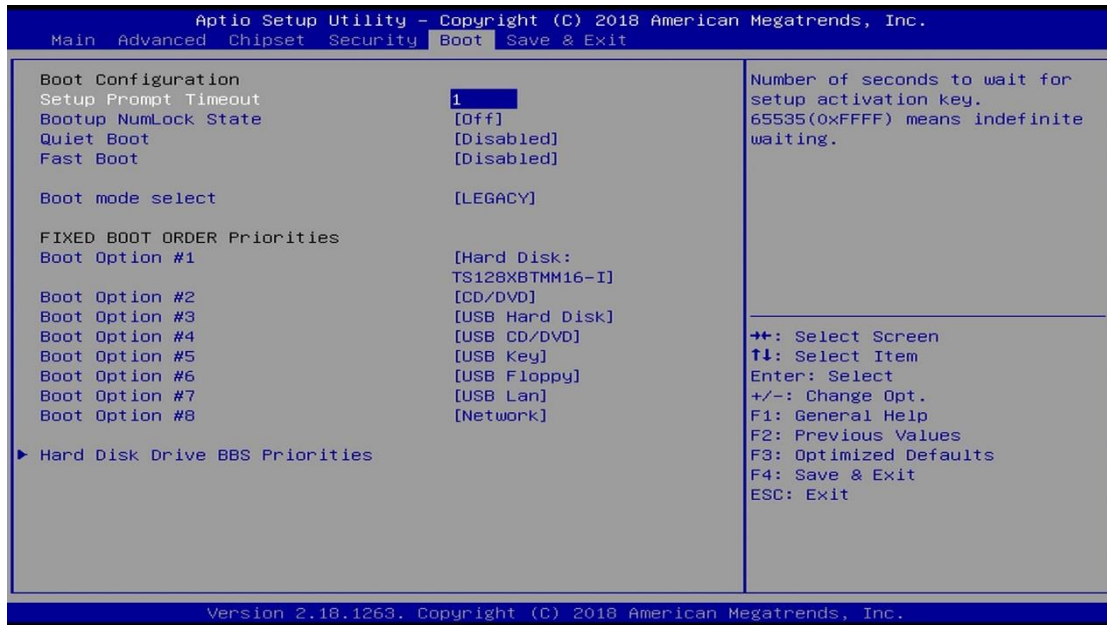 Aptio Setup Utility – Copyright (C) 2018 American Megatrends, Inc.
Main Advanced Chipset Security Boot Save & Exit
Boot Configuration
Setup Prompt Timeout 1
Bootup NumLock State [Off]
Quiet Boot [Disabled]
Fast Boot [Disabled]
Boot mode select [LEGACY]
FIXED BOOT ORDER Priorities
Boot Option #1 [Hard Disk:
TS128XBTMM16-I]
Boot Option #2 [CD/DVD]
Boot Option #3 [USB Hard Disk]
Boot Option #4 [USB CD/DVD]
Boot Option #5 [USB Key]
Boot Option #6 [USB Floppy]
Boot Option #7 [USB Lan]
Boot Option #8 [Network]
▶ Hard Disk Drive BBS Priorities
Number of seconds to wait for
setup activation key.
65535(0xFFFF) means indefinite
waiting.
→←: Select Screen
↑↓: Select Item
Enter: Select
+/-: Change Opt.
F1: General Help
F2: Previous Values
F3: Optimized Defaults
F4: Save & Exit
ESC: Exit
Version 2.18.1263. Copyright (C) 2018 American Megatrends, Inc.